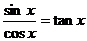 sin x / cos x = tan x